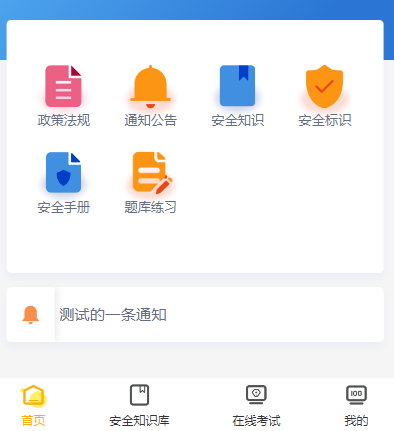 政策法规 通知公告 安全知识 安全标识
安全手册 题库练习
测试的一条通知
100
首页 安全知识库 在线考试 我的